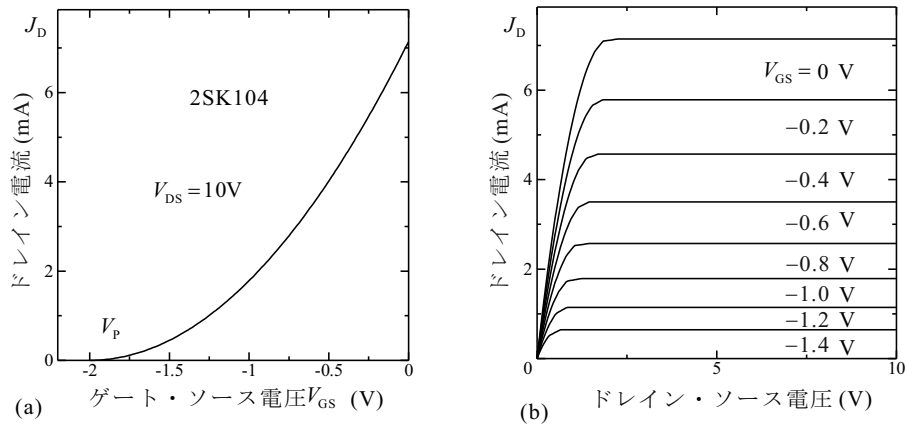 J_D
ドレイン電流 (mA)
6
4
2
0
2SK104
V_DS=10V
V_P
-2
-1.5
-1
-0.5
0
(a)
ゲート・ソース電圧V_GS (V)
J_D
ドレイン電流 (mA)
6
4
2
0
V_GS=0 V
−0.2 V
−0.4 V
−0.6 V
−0.8 V
−1.0 V
−1.2 V
−1.4 V
0
5
10
(b)
ドレイン・ソース電圧 (V)